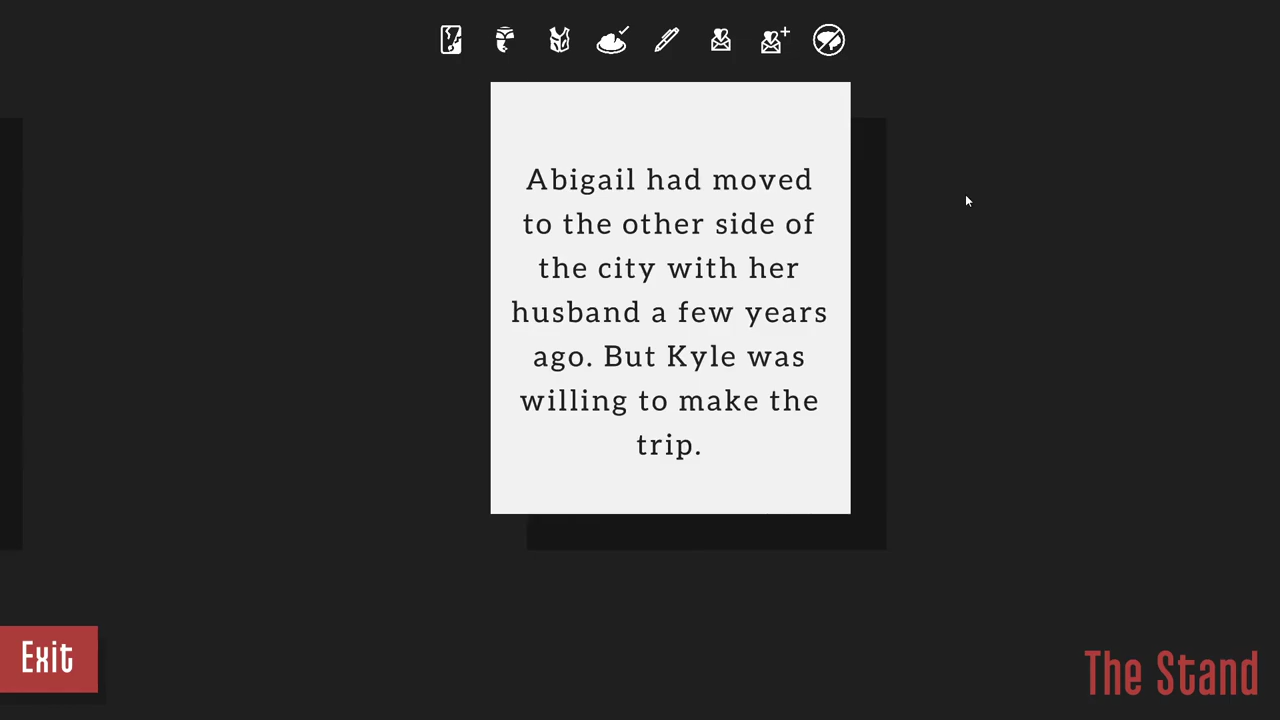 Abigail had moved
to the other side of
the city with her
husband a few years
ago. But Kyle was
willing to make the
trip.
Exit
The Stand